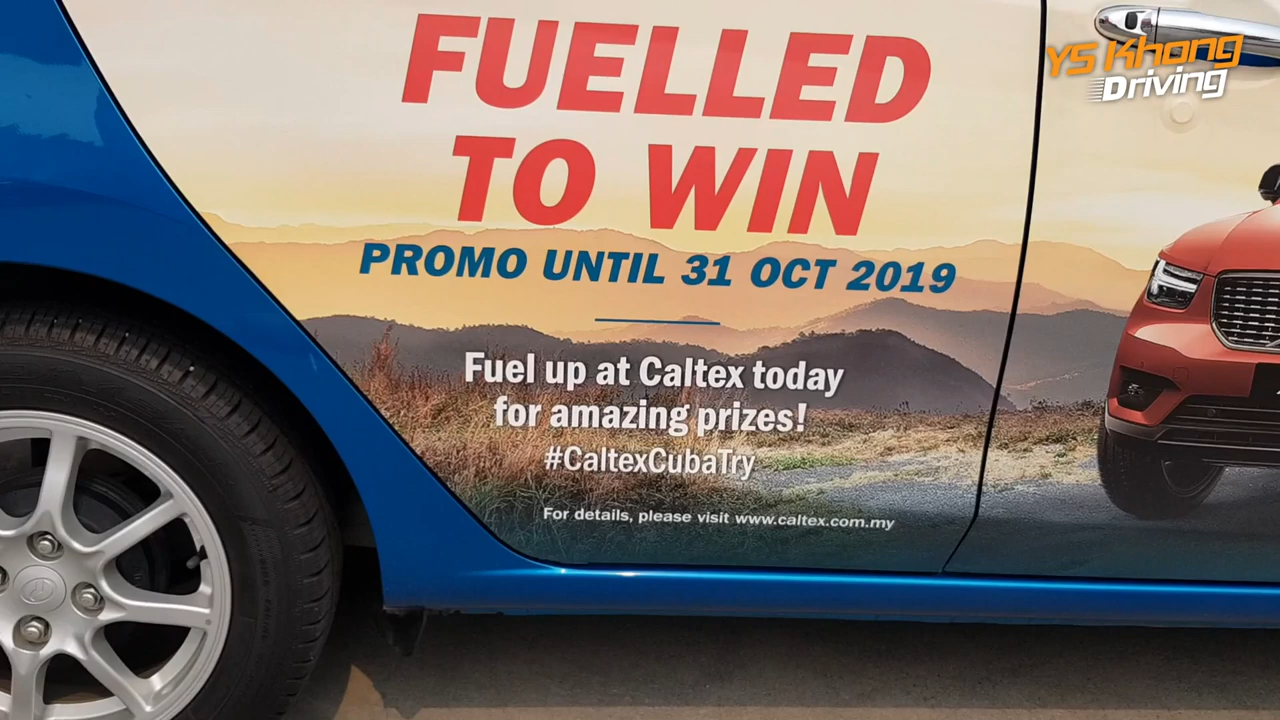 FUELLED
TO WIN
PROMO UNTIL 31 OCT 2019
Fuel up at Caltex today
for amazing prizes!
#CaltexCubaTry
For details, please visit www.caltex.com.my
YS Khong
Driving